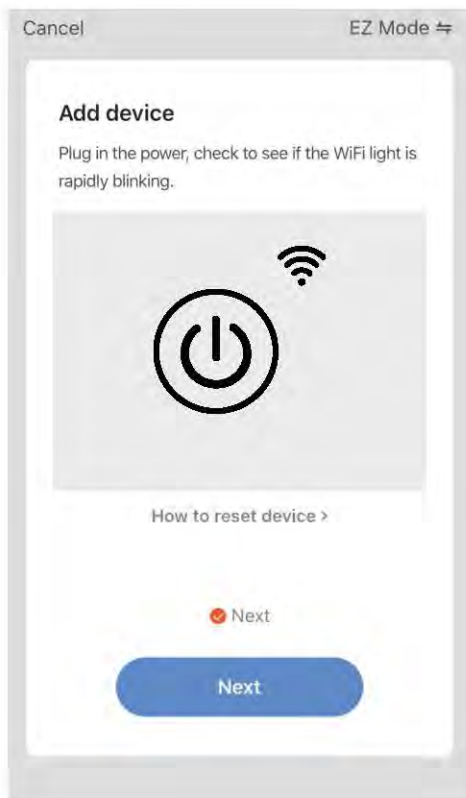 Cancel
EZ Mode ⇋
Add device
Plug in the power, check to see if the WiFi light is
rapidly blinking.
How to reset device >
Next
Next